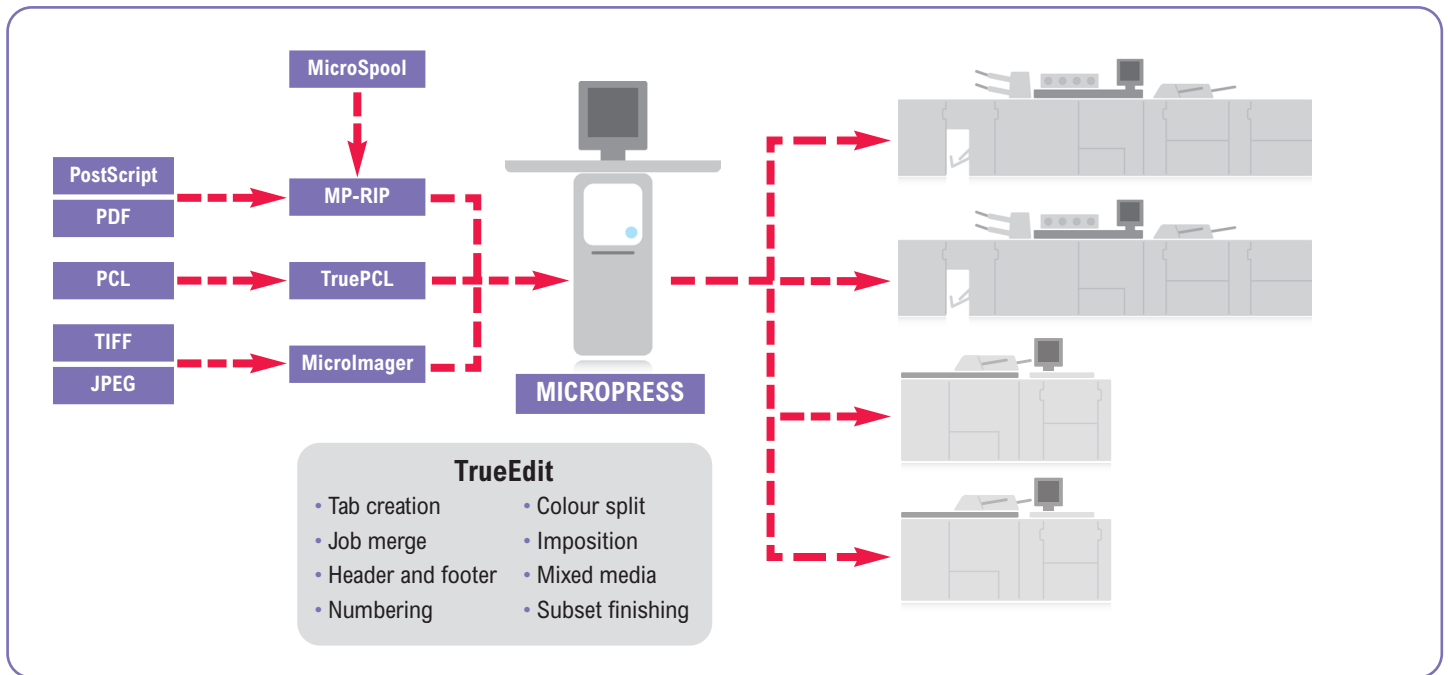 MicroSpool
PostScript
PDF
MP-RIP
PCL
TruePCL
TIFF
JPEG
MicroImager
MICROPRESS
TrueEdit
• Tab creation
• Job merge
• Header and footer
• Numbering
• Colour split
• Imposition
• Mixed media
• Subset finishing